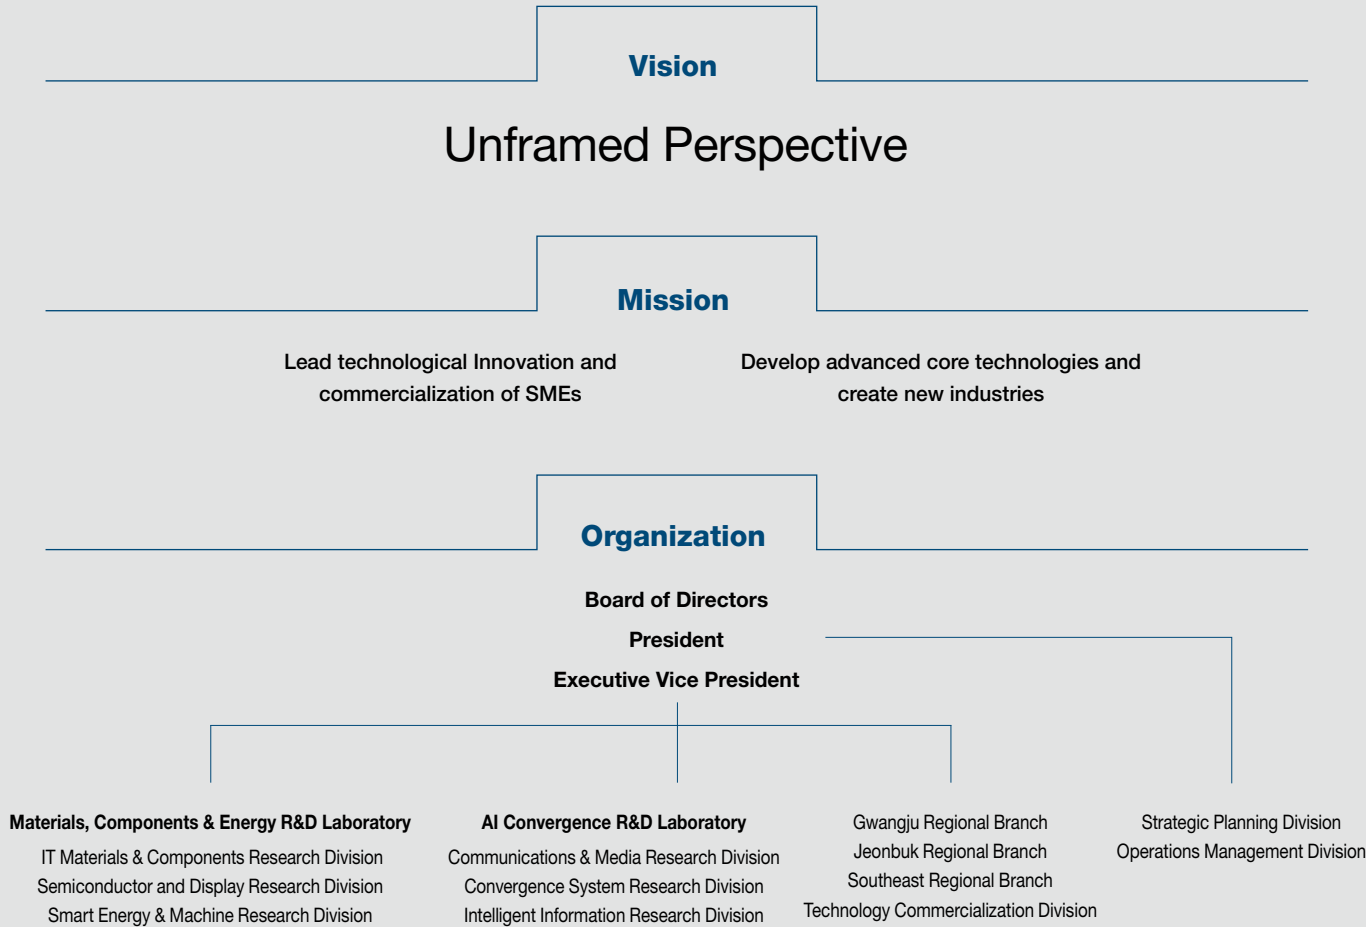 Vision
Unframed Perspective
Mission
Lead technological Innovation and
commercialization of SMEs
Develop advanced core technologies and
create new industries
Organization
Board of Directors
President
Executive Vice President
Materials, Components & Energy R&D Laboratory
IT Materials & Components Research Division
Semiconductor and Display Research Division
Smart Energy & Machine Research Division
AI Convergence R&D Laboratory
Communications & Media Research Division
Convergence System Research Division
Intelligent Information Research Division
Gwangju Regional Branch
Jeonbuk Regional Branch
Southeast Regional Branch
Technology Commercialization Division
Strategic Planning Division
Operations Management Division